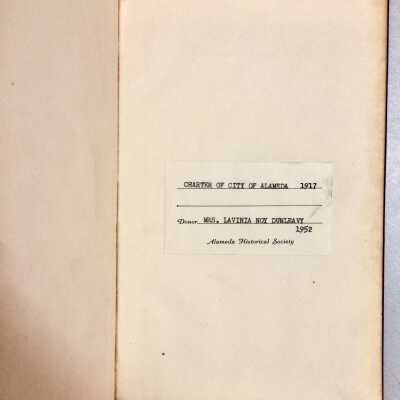 CHARTER OF CITY OF ALAMEDA 1917
Donor MRS. LAVINIA NOY DUNLEAVY
1952
Alameda Historical Society